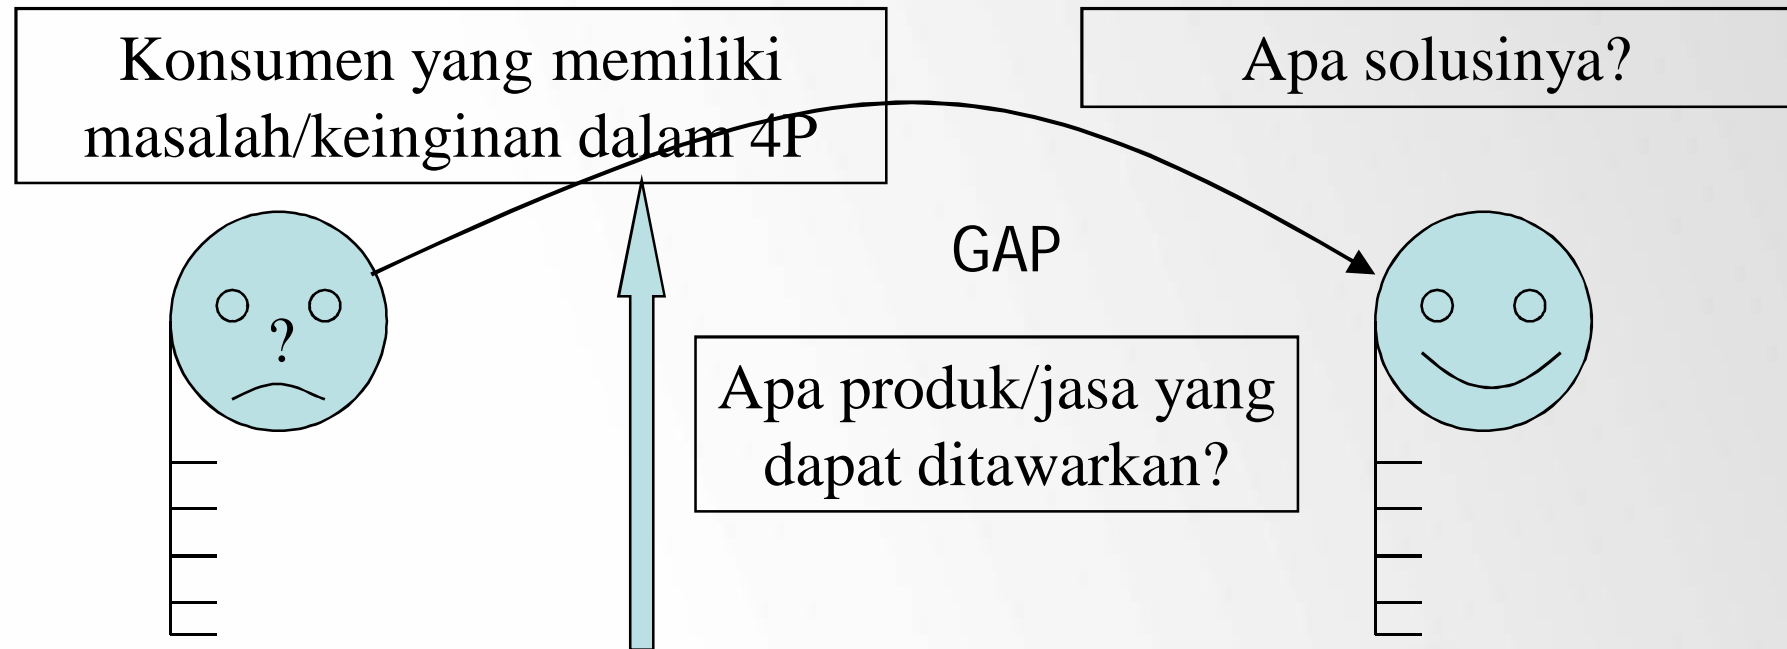 Konsumen yang memiliki
masalah/keinginan dalam 4P
Apa solusinya?
GAP
?
Apa produk/jasa yang
dapat ditawarkan?